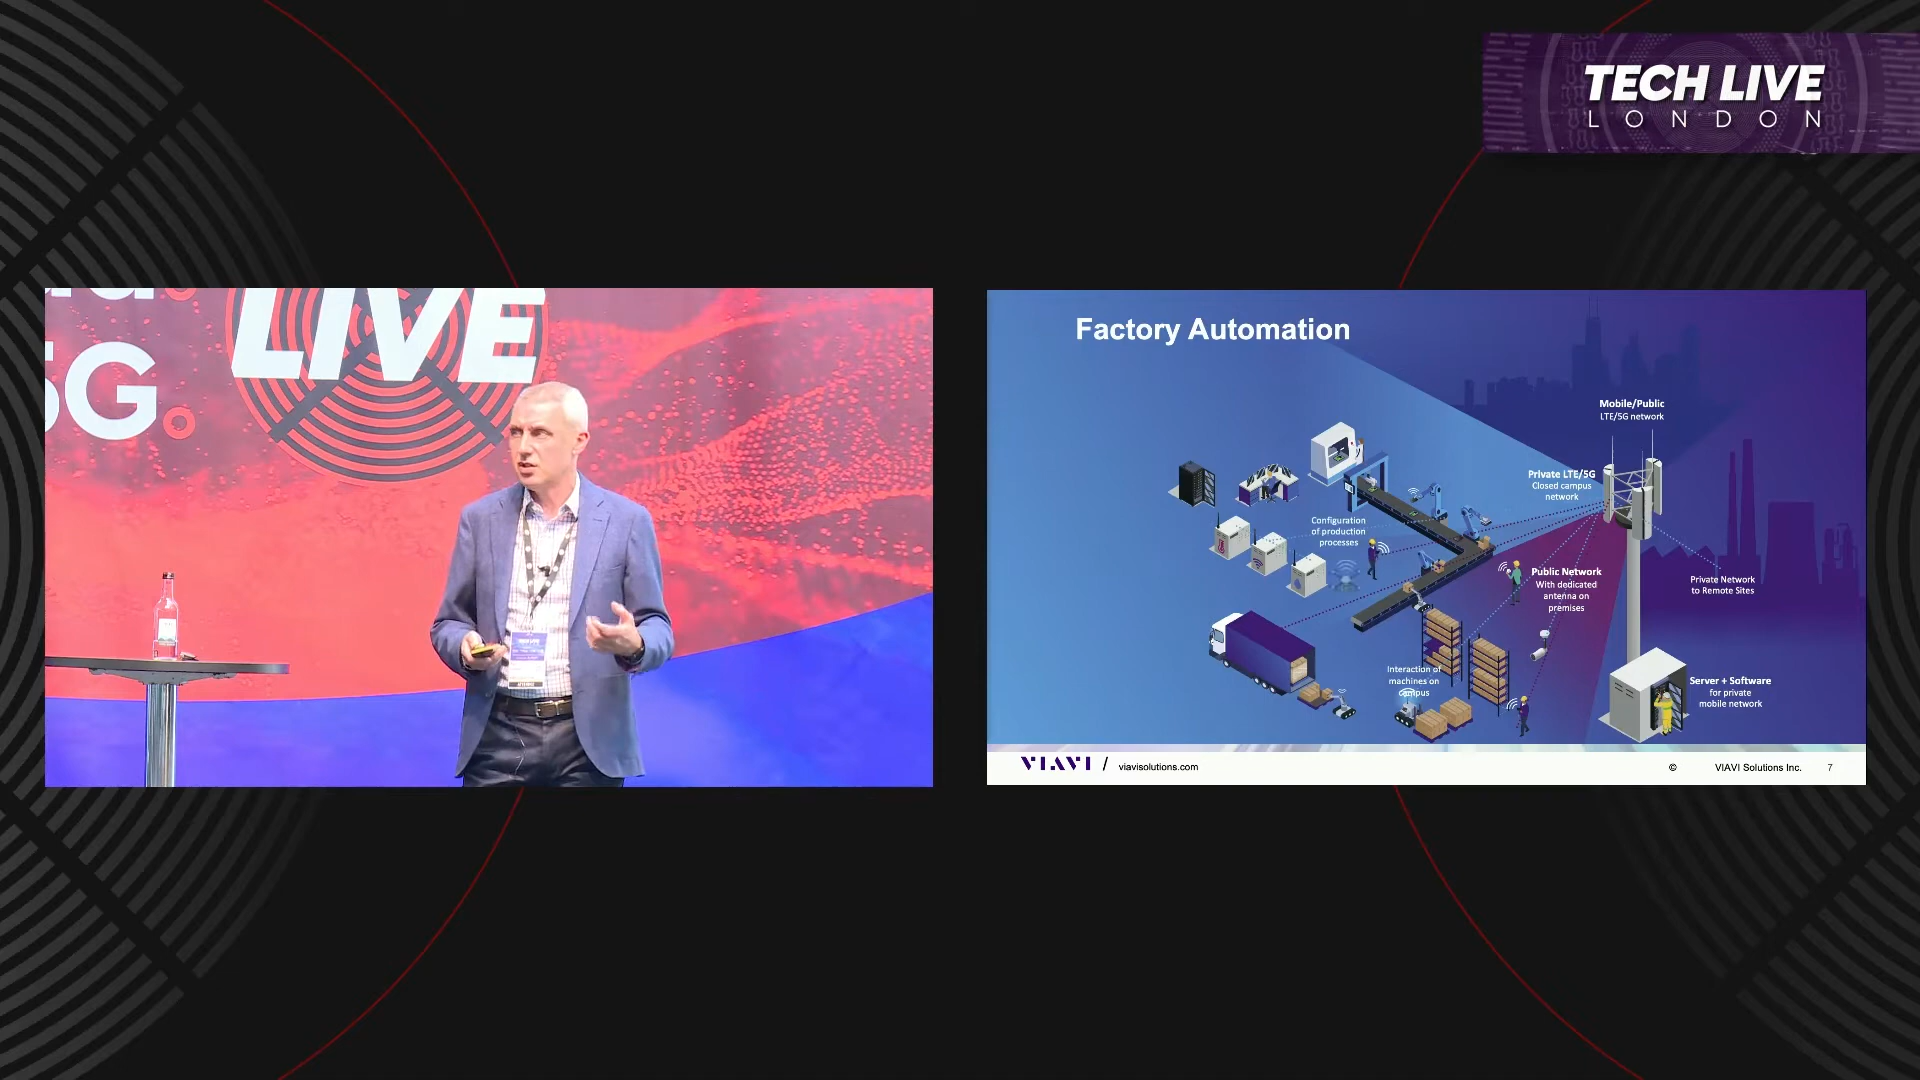 TECH LIVE
LONDON
LIVE
5G.
Factory Automation
Mobile/Public
LTE/5G network
Private LTE/5G
Closed campus
network
Configuration
of production
processes
Public Network
With dedicated
antenna on
premises
Private Network
to Remote Sites
Interaction of
machines on
campus
Server + Software
for private
mobile network
VIAVI / viavisolutions.com
© VIAVI Solutions Inc. 7